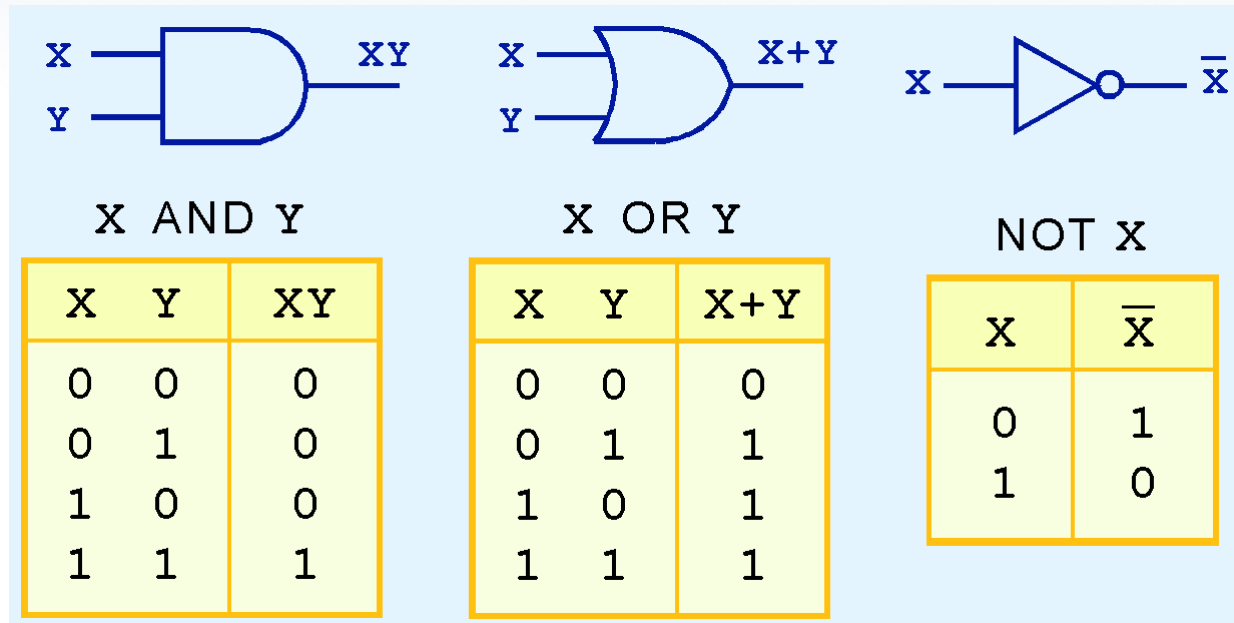 X
Y
XY
X AND Y
X Y XY
0 0 0
0 1 0
1 0 0
1 1 1
X
Y
X+Y
X OR Y
X Y X+Y
0 0 0
0 1 1
1 0 1
1 1 1
X
X̅
NOT X
X X̅
0 1
1 0